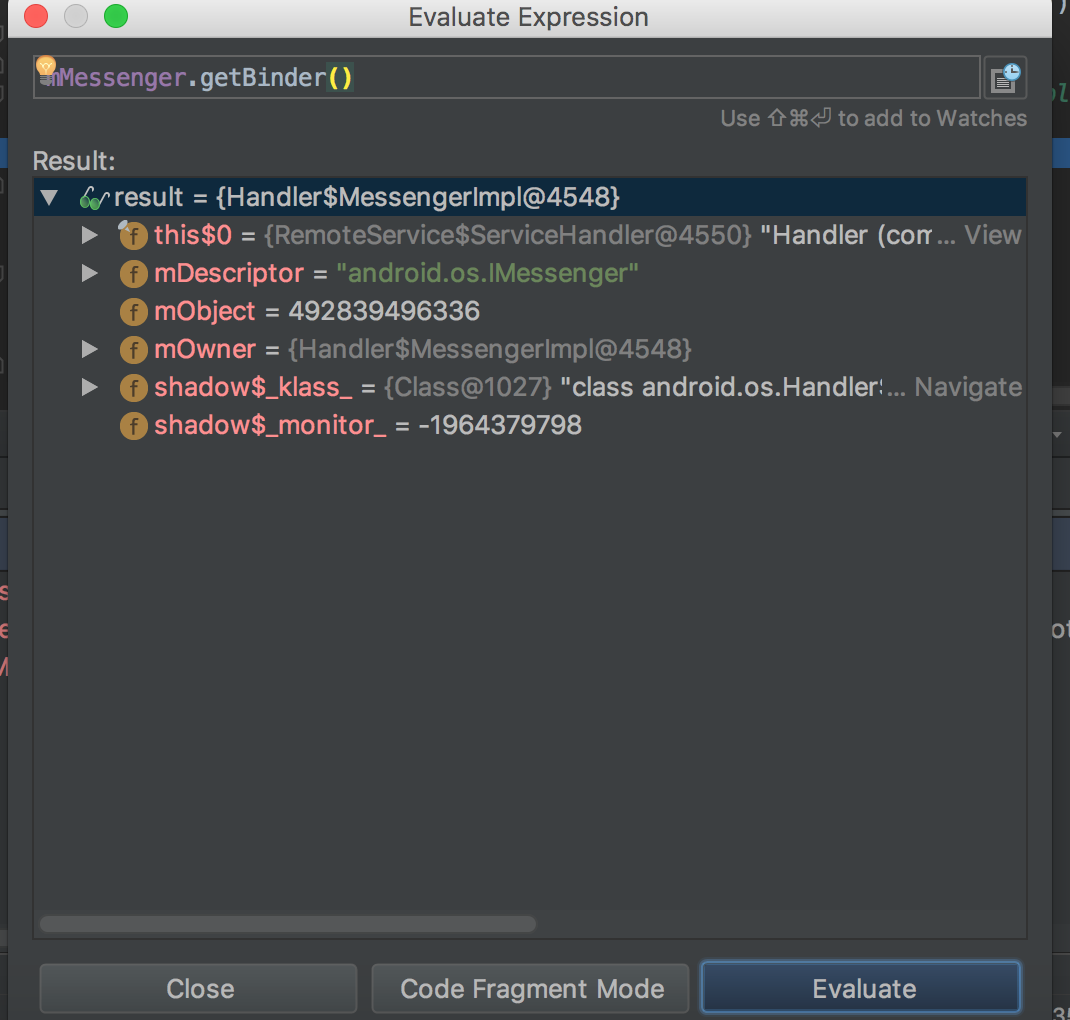 Evaluate Expression
mMessenger.getBinder()
Use ⇧⌘⏎ to add to Watches
Result:
result = {Handler$MessengerImpl@4548}
f this$0 = {RemoteService$ServiceHandler@4550} "Handler (com ... View
f mDescriptor = "android.os.IMessenger"
f mObject = 492839496336
f mOwner = {Handler$MessengerImpl@4548}
f shadow$_klass_ = {Class@1027} "class android.os.Handler$... Navigate
f shadow$_monitor_ = -1964379798
Close
Code Fragment Mode
Evaluate